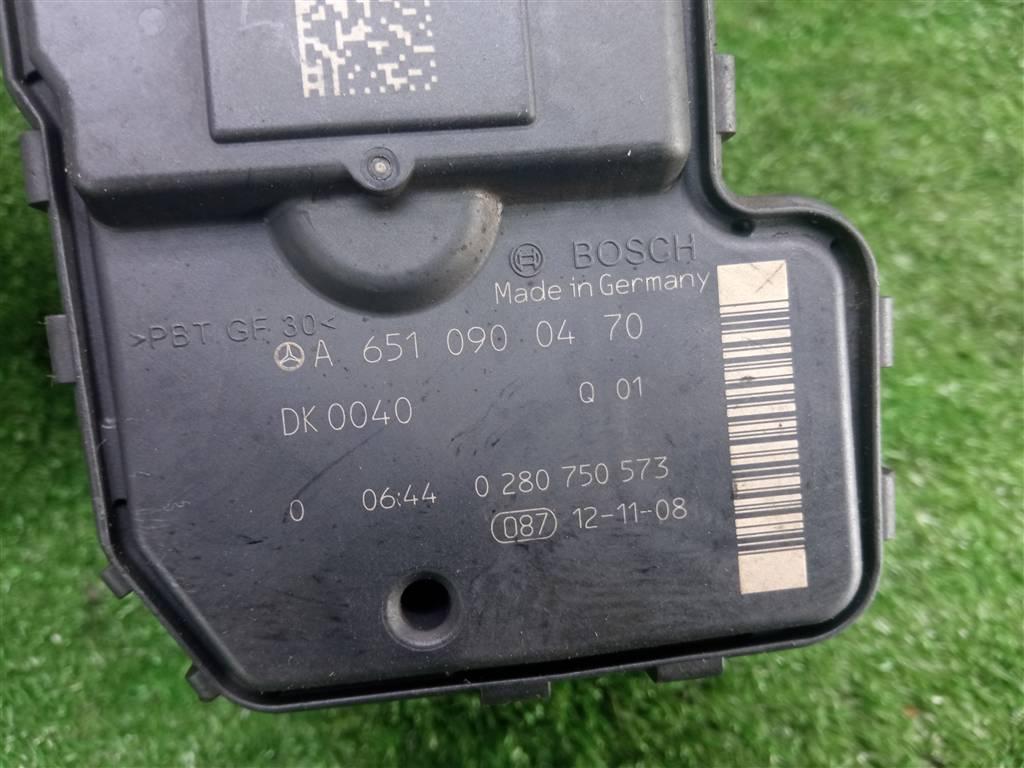 BOSCH
Made in Germany
>PBT GF 30<
A 651 090 04 70
DK 0040 Q 01
0 06:44 0 280 750 573
087 12-11-08